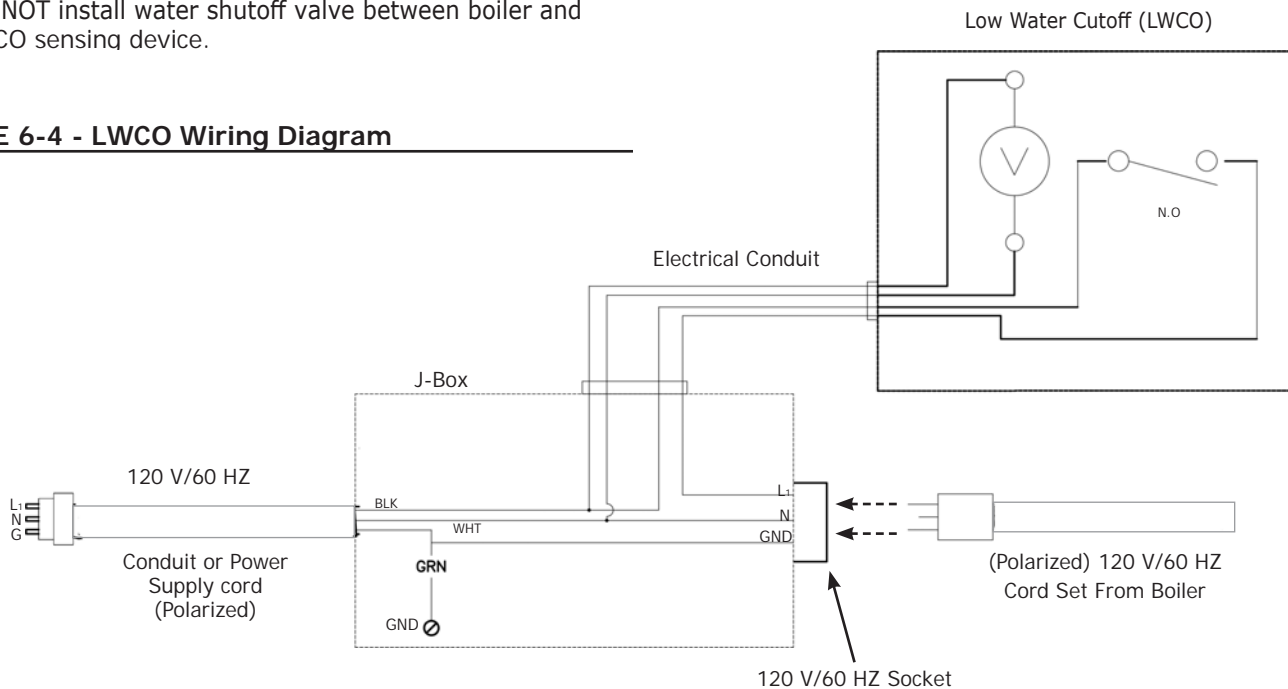 NOT install water shutoff valve between boiler and
CO sensing device.
E 6-4 - LWCO Wiring Diagram
Low Water Cutoff (LWCO)
V
N.O
Electrical Conduit
J-Box
120 V/60 HZ
L1
N
G
BLK
WHT
GRN
GND
L1
N
GND
Conduit or Power
Supply cord
(Polarized)
(Polarized) 120 V/60 HZ
Cord Set From Boiler
120 V/60 HZ Socket